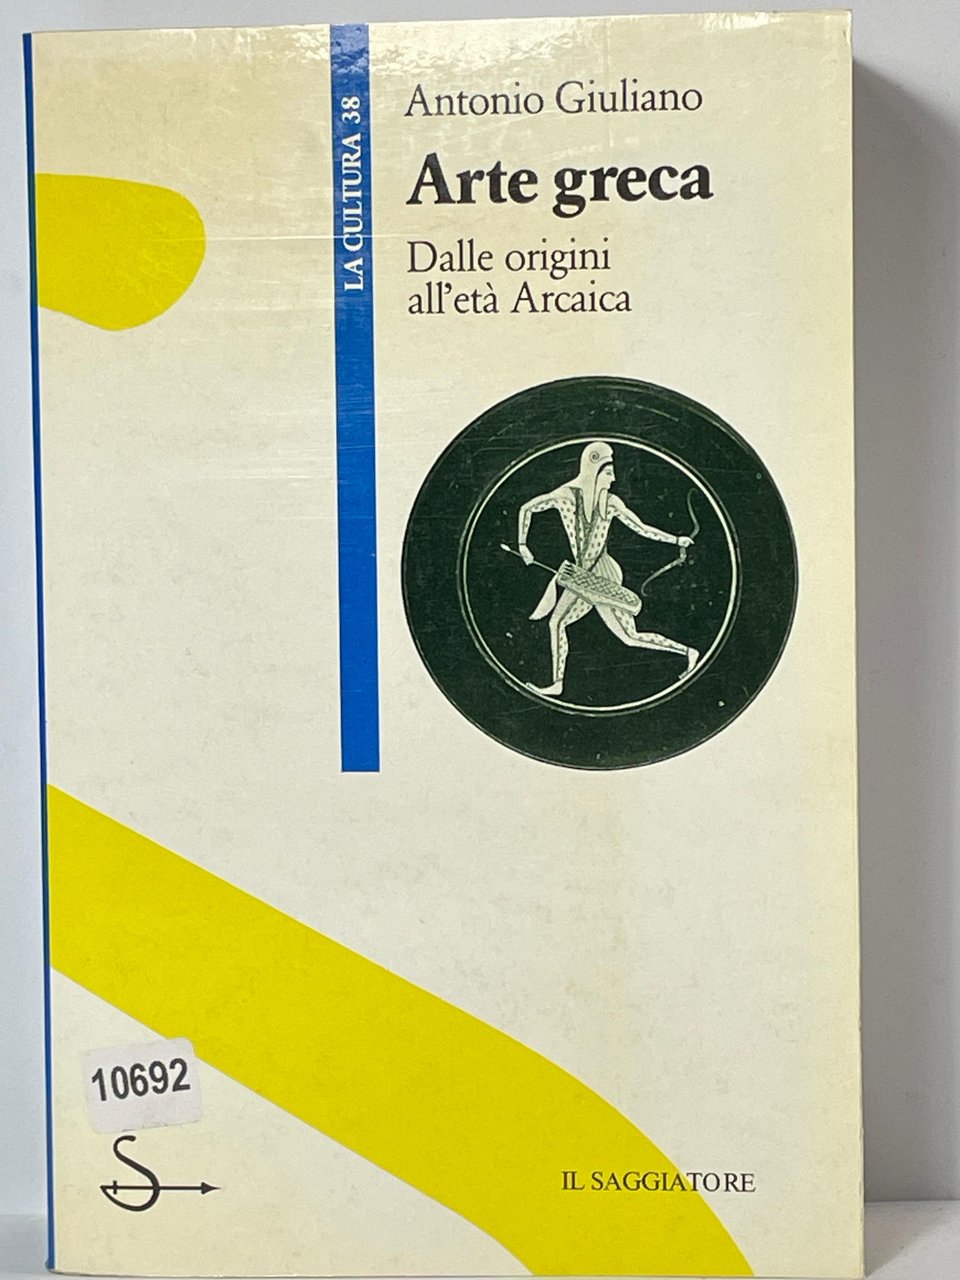 Antonio Giuliano
Arte greca
Dalle origini
all'età Arcaica
LA CULTURA 38
10692
IL SAGGIATORE